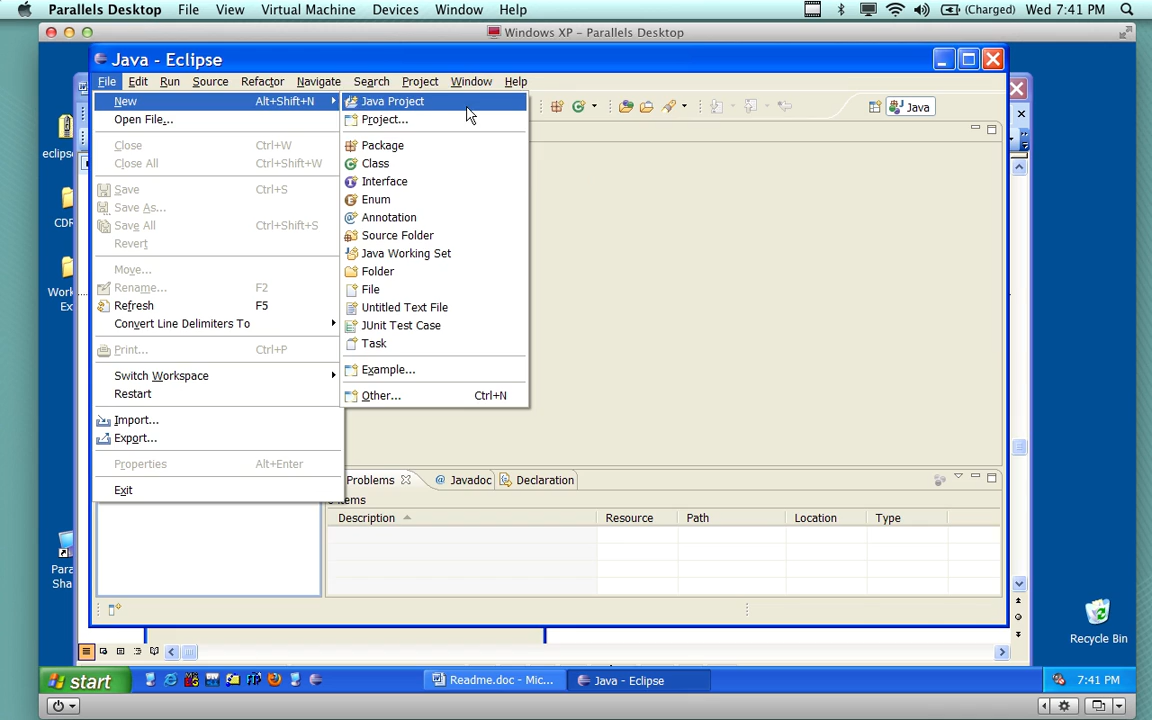 Parallels Desktop File View Virtual Machine Devices Window Help (Charged) Wed 7:41 PM
Windows XP - Parallels Desktop
Java - Eclipse
File Edit Run Source Refactor Navigate Search Project Window Help
New Alt+Shift+N
Open File...
Close Ctrl+W
Close All Ctrl+Shift+W
Save Ctrl+S
Save As...
Save All Ctrl+Shift+S
Revert
Move...
Rename... F2
Refresh F5
Convert Line Delimiters To
Print... Ctrl+P
Switch Workspace
Restart
Import...
Export...
Properties Alt+Enter
Exit
Java Project
Project...
Package
Class
Interface
Enum
Annotation
Source Folder
Java Working Set
Folder
File
Untitled Text File
JUnit Test Case
Task
Example...
Other... Ctrl+N
Java
eclipse
CDR
Work
Ex
Para
Sha
Problems Javadoc Declaration
items
Description Resource Path Location Type
Recycle Bin
start Readme.doc - Mic... Java - Eclipse 7:41 PM